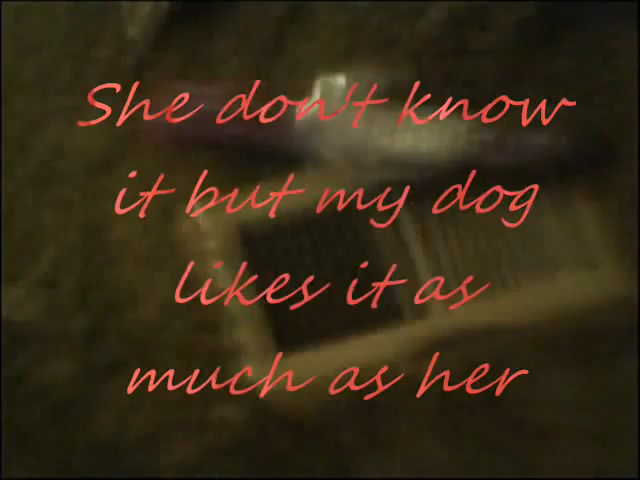 She don't know
it but my dog
likes it as
much as her